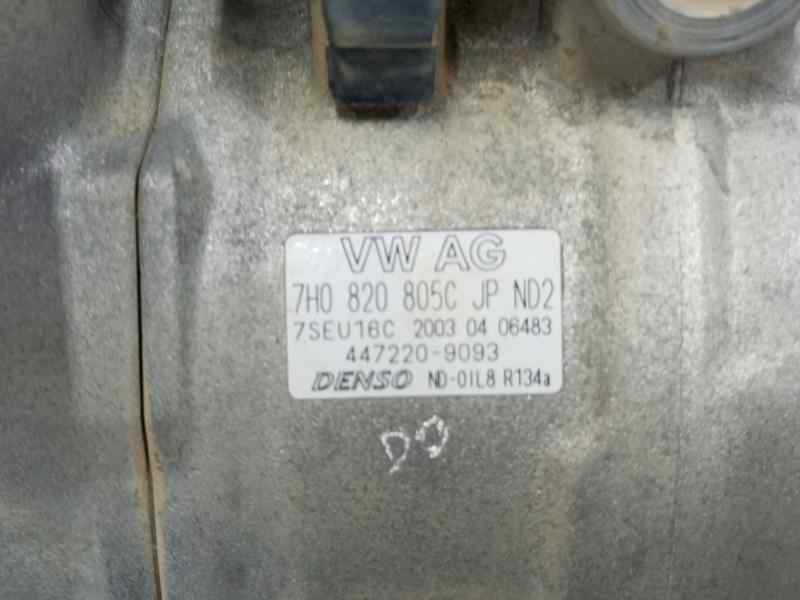 VW AG
7H0 820 805C JP ND2
7SEU16C 2003 04 06483
447220-9093
DENSO ND-OIL8 R134a